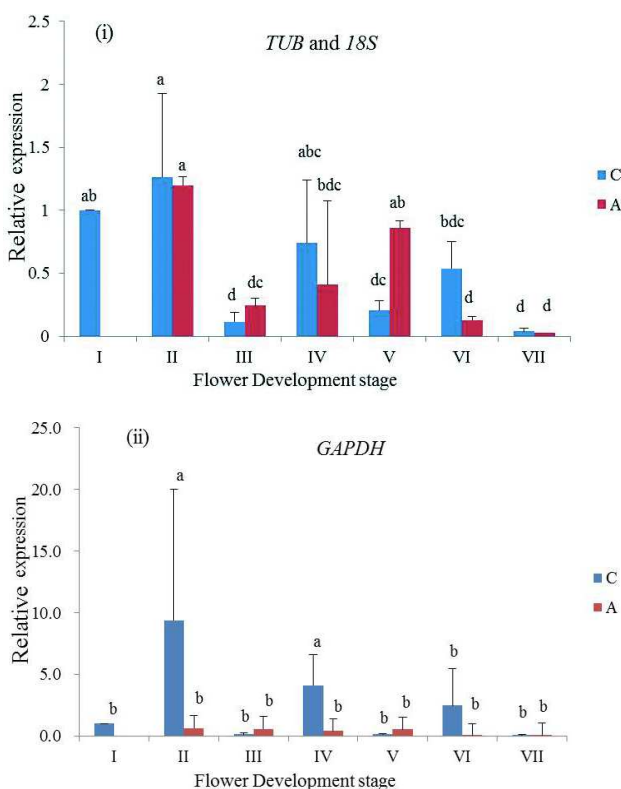 (i)
TUB and 18S
Relative expression
2.5
2
1.5
1
0.5
0
ab
a
a
d
dc
abc
bdc
dc
ab
bdc
d
d
d
C
A
I II III IV V VI VII
Flower Development stage
(ii)
GAPDH
Relative expression
25.0
20.0
15.0
10.0
5.0
0.0
b
a
b
b
b
a
b
b
b
b
b
b
b
C
A
I II III IV V VI VII
Flower Development stage